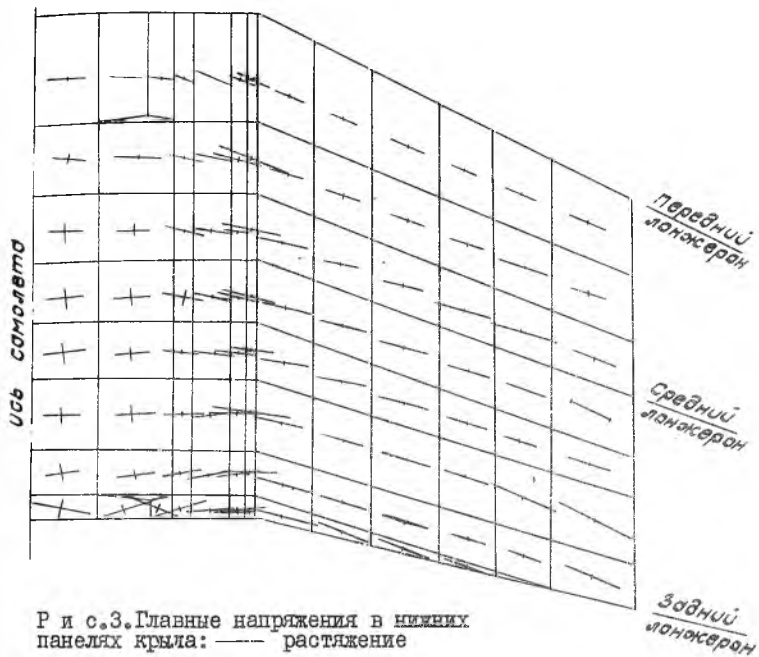 Ось самолета
передний
лонжерон
средний
лонжерон
Задний
лонжерон
Р и с.3.Главные напряжения в нижних
панелях крыла: —— растяжение